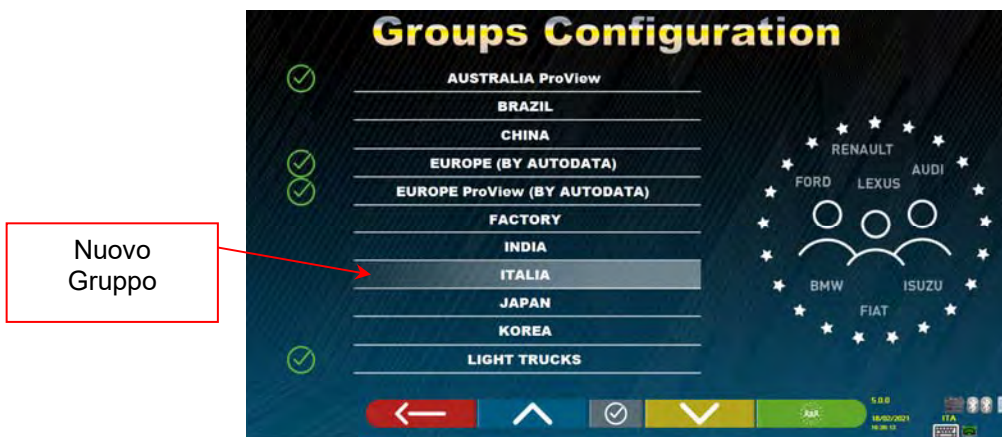 Groups Configuration
AUSTRALIA ProView
BRAZIL
CHINA
EUROPE (BY AUTODATA)
EUROPE ProView (BY AUTODATA)
FACTORY
INDIA
ITALIA
JAPAN
KOREA
LIGHT TRUCKS
Nuovo
Gruppo
RENAULT
AUDI
FORD LEXUS
BMW ISUZU
FIAT
5.0.0
18/02/2021
ITA